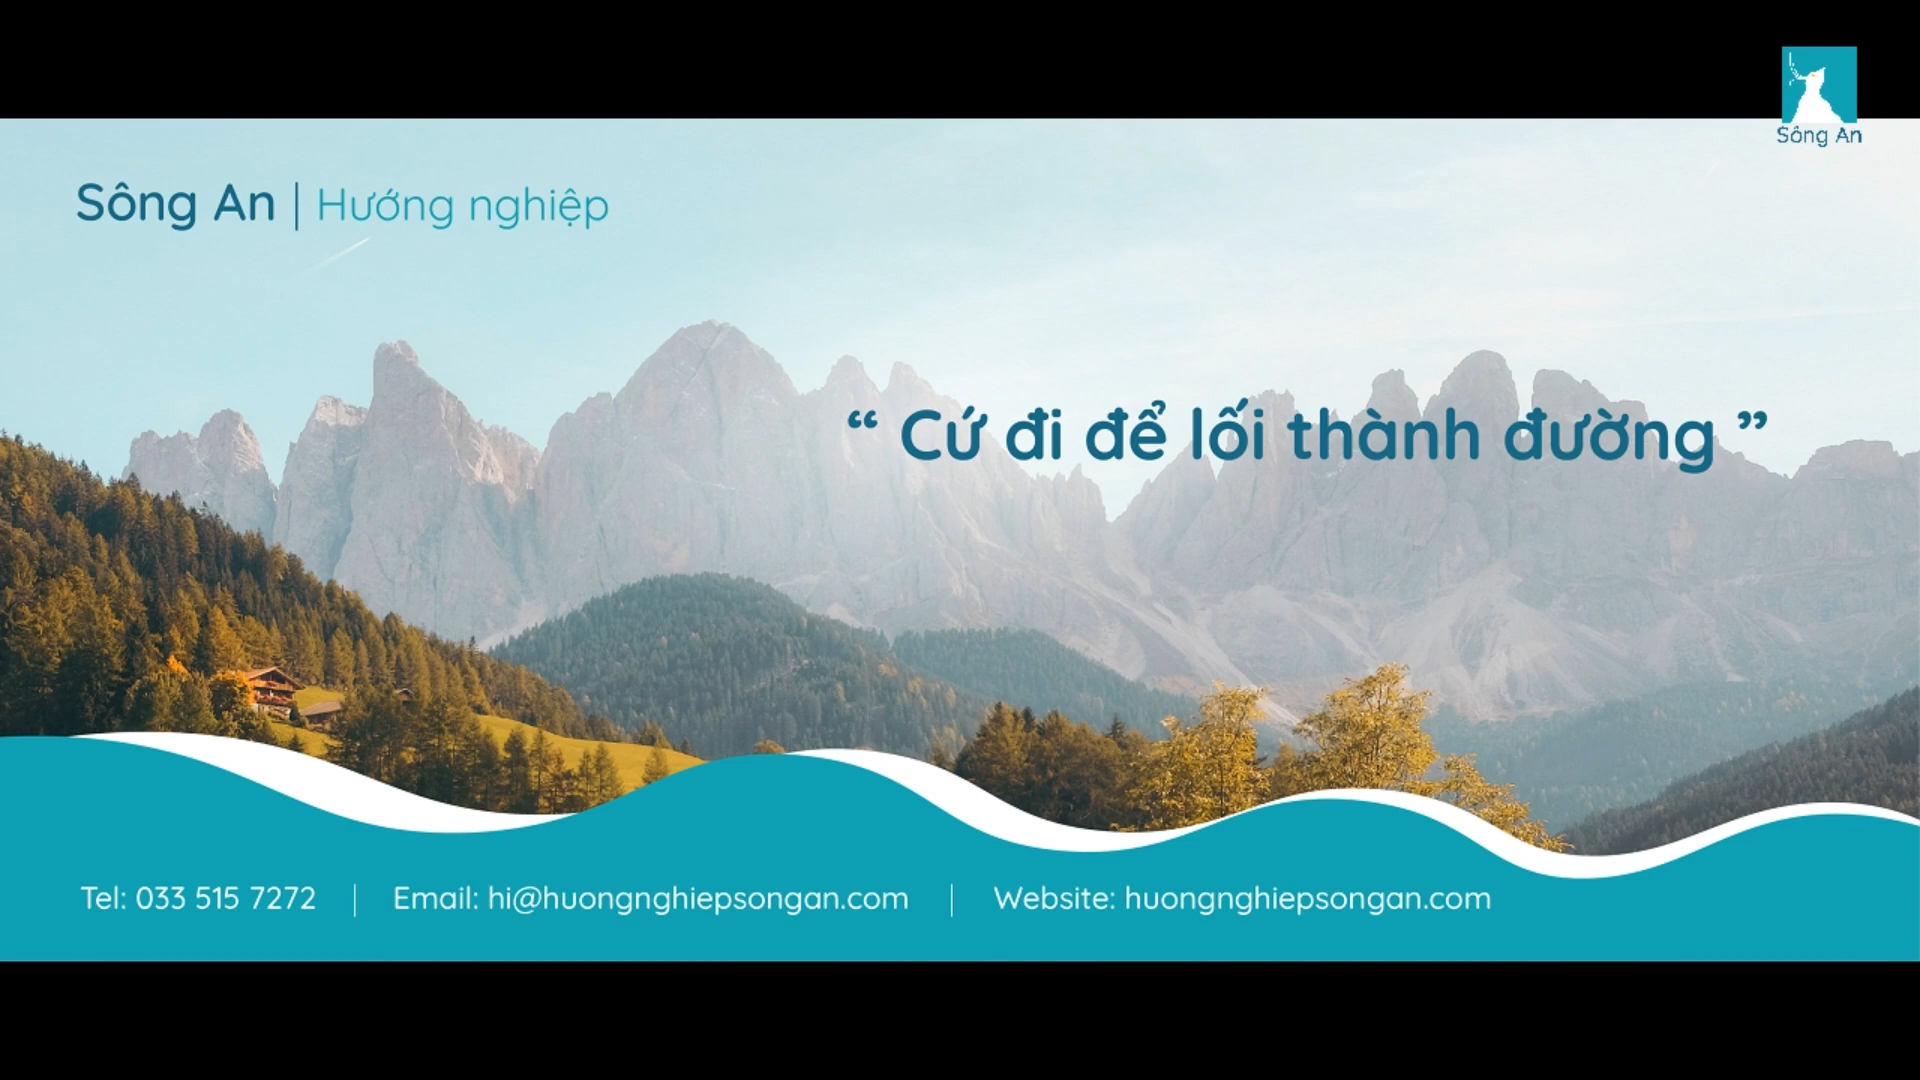 Sông An
Sông An | Hướng nghiệp
“ Cứ đi để lối thành đường ”
Tel: 033 515 7272 | Email: hi@huongnghiepsongan.com | Website: huongnghiepsongan.com